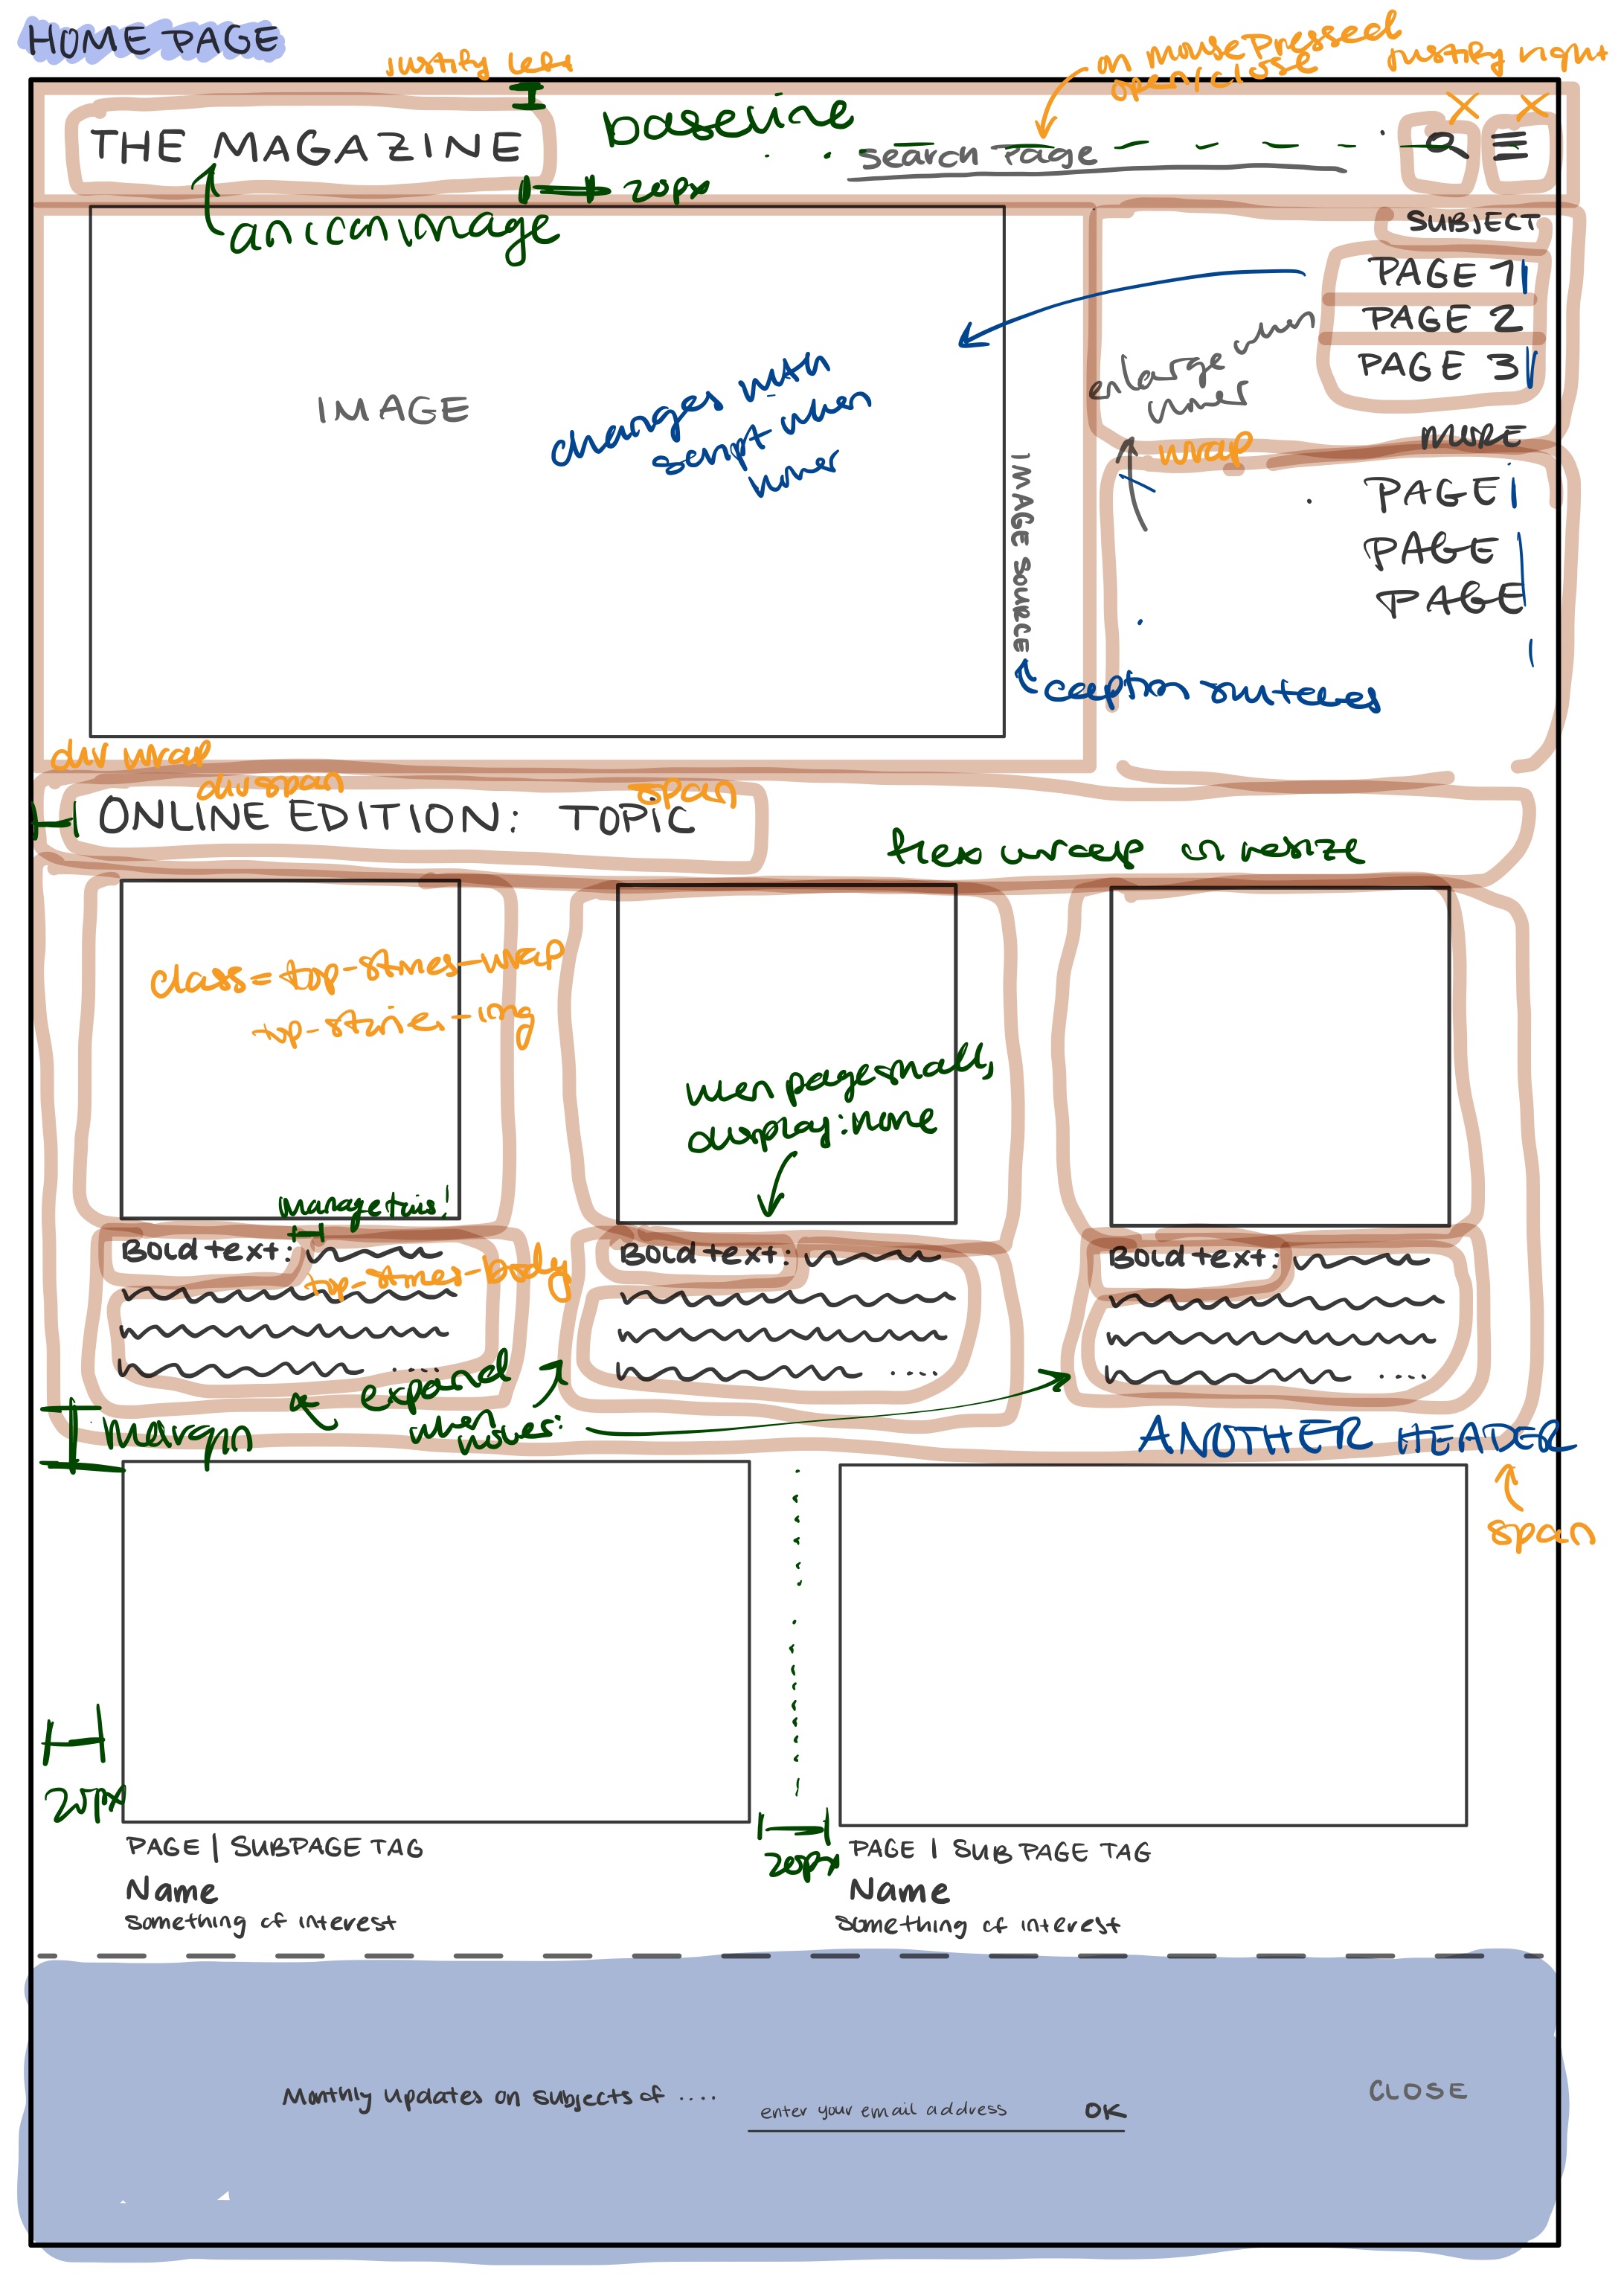 HOME PAGE
justify left
on mousePressed
open/close
justify right
THE MAGAZINE
baseline
search page
20px
an icon image
SUBJECT
PAGE 1
PAGE 2
PAGE 3
enlarge when
hover
IMAGE
changes with
script when
hover
MORE
wrap
PAGE
PAGE
PAGE
IMAGE SOURCE
caption switches
div wrap
div span
span
ONLINE EDITION: TOPIC
flex wrap on resize
class=top-stories-wrap
top-stories-img
when page small,
display:none
manage this!
Bold text:
top-stories-body
Bold text:
Bold text:
....
....
....
expand
when
hover:
margin
ANOTHER HEADER
span
20px
20px
PAGE | SUBPAGE TAG
Name
Something of interest
PAGE | SUBPAGE TAG
Name
Something of interest
Monthly updates on subjects of ....
enter your email address
OK
CLOSE